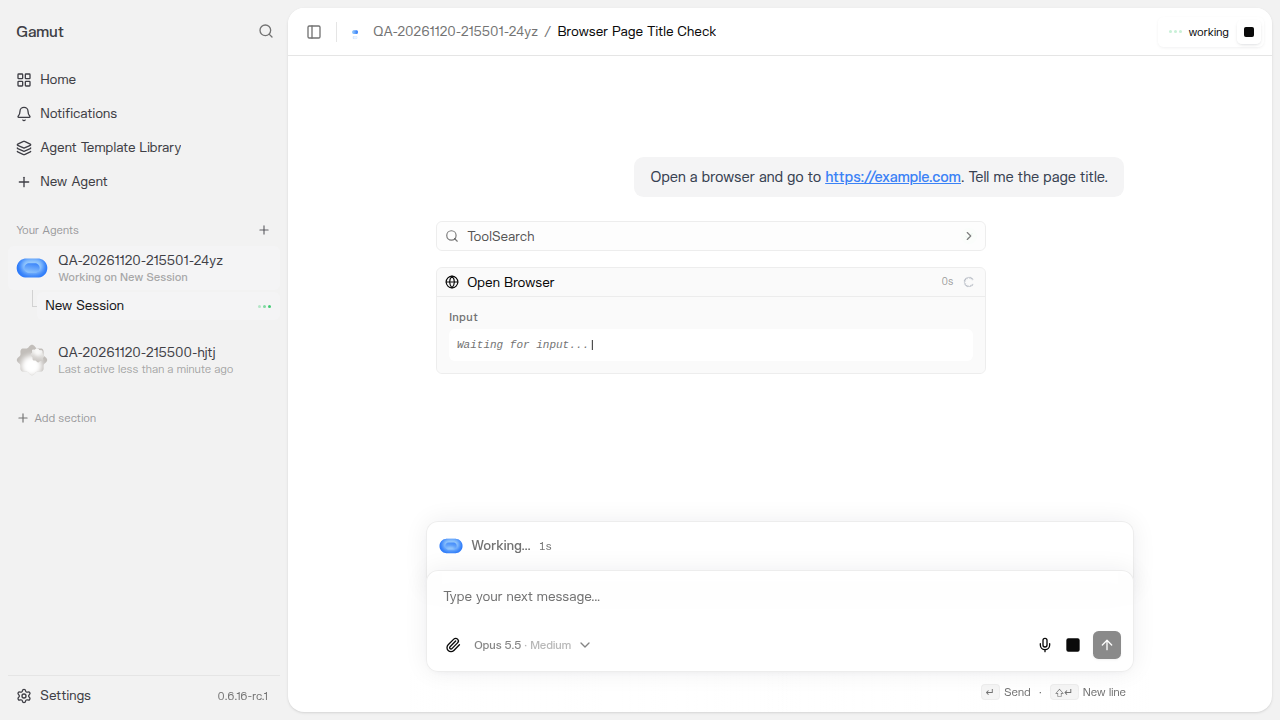 Gamut
Home
Notifications
Agent Template Library
New Agent
Your Agents
QA-20261120-215501-24yz
Working on New Session
New Session
QA-20261120-215500-hjtj
Last active less than a minute ago
Add section
Settings
0.6.16-rc.1
QA-20261120-215501-24yz / Browser Page Title Check
working
Open a browser and go to https://example.com. Tell me the page title.
ToolSearch
Open Browser
0s
Input
Waiting for input...
Working... 1s
Type your next message...
Opus 5.5 · Medium
Send · New line